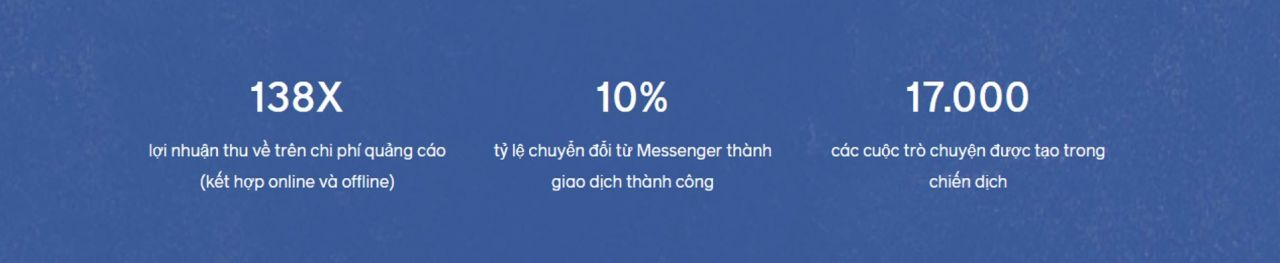 138X
lợi nhuận thu về trên chi phí quảng cáo
(kết hợp online và offline)
10%
tỷ lệ chuyển đổi từ Messenger thành
giao dịch thành công
17.000
các cuộc trò chuyện được tạo trong
chiến dịch